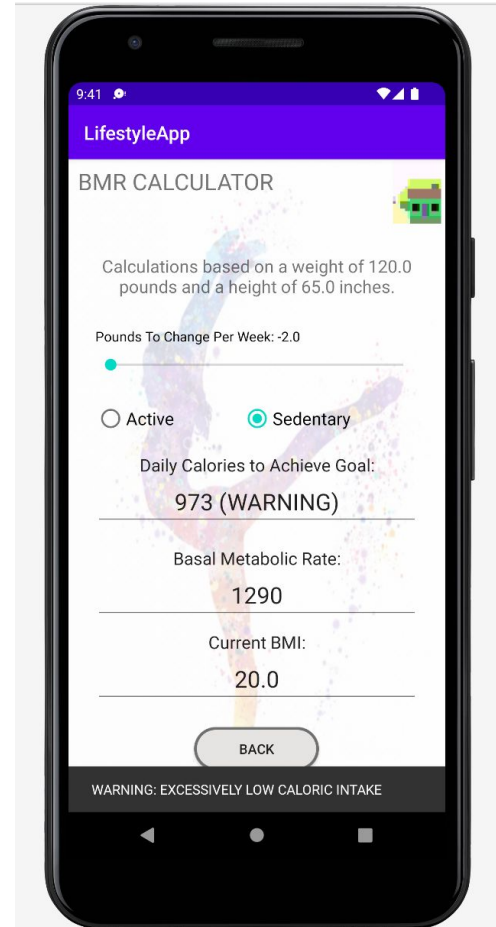 9:41
LifestyleApp
BMR CALCULATOR
Calculations based on a weight of 120.0
pounds and a height of 65.0 inches.
Pounds To Change Per Week: -2.0
Active
Sedentary
Daily Calories to Achieve Goal:
973 (WARNING)
Basal Metabolic Rate:
1290
Current BMI:
20.0
BACK
WARNING: EXCESSIVELY LOW CALORIC INTAKE